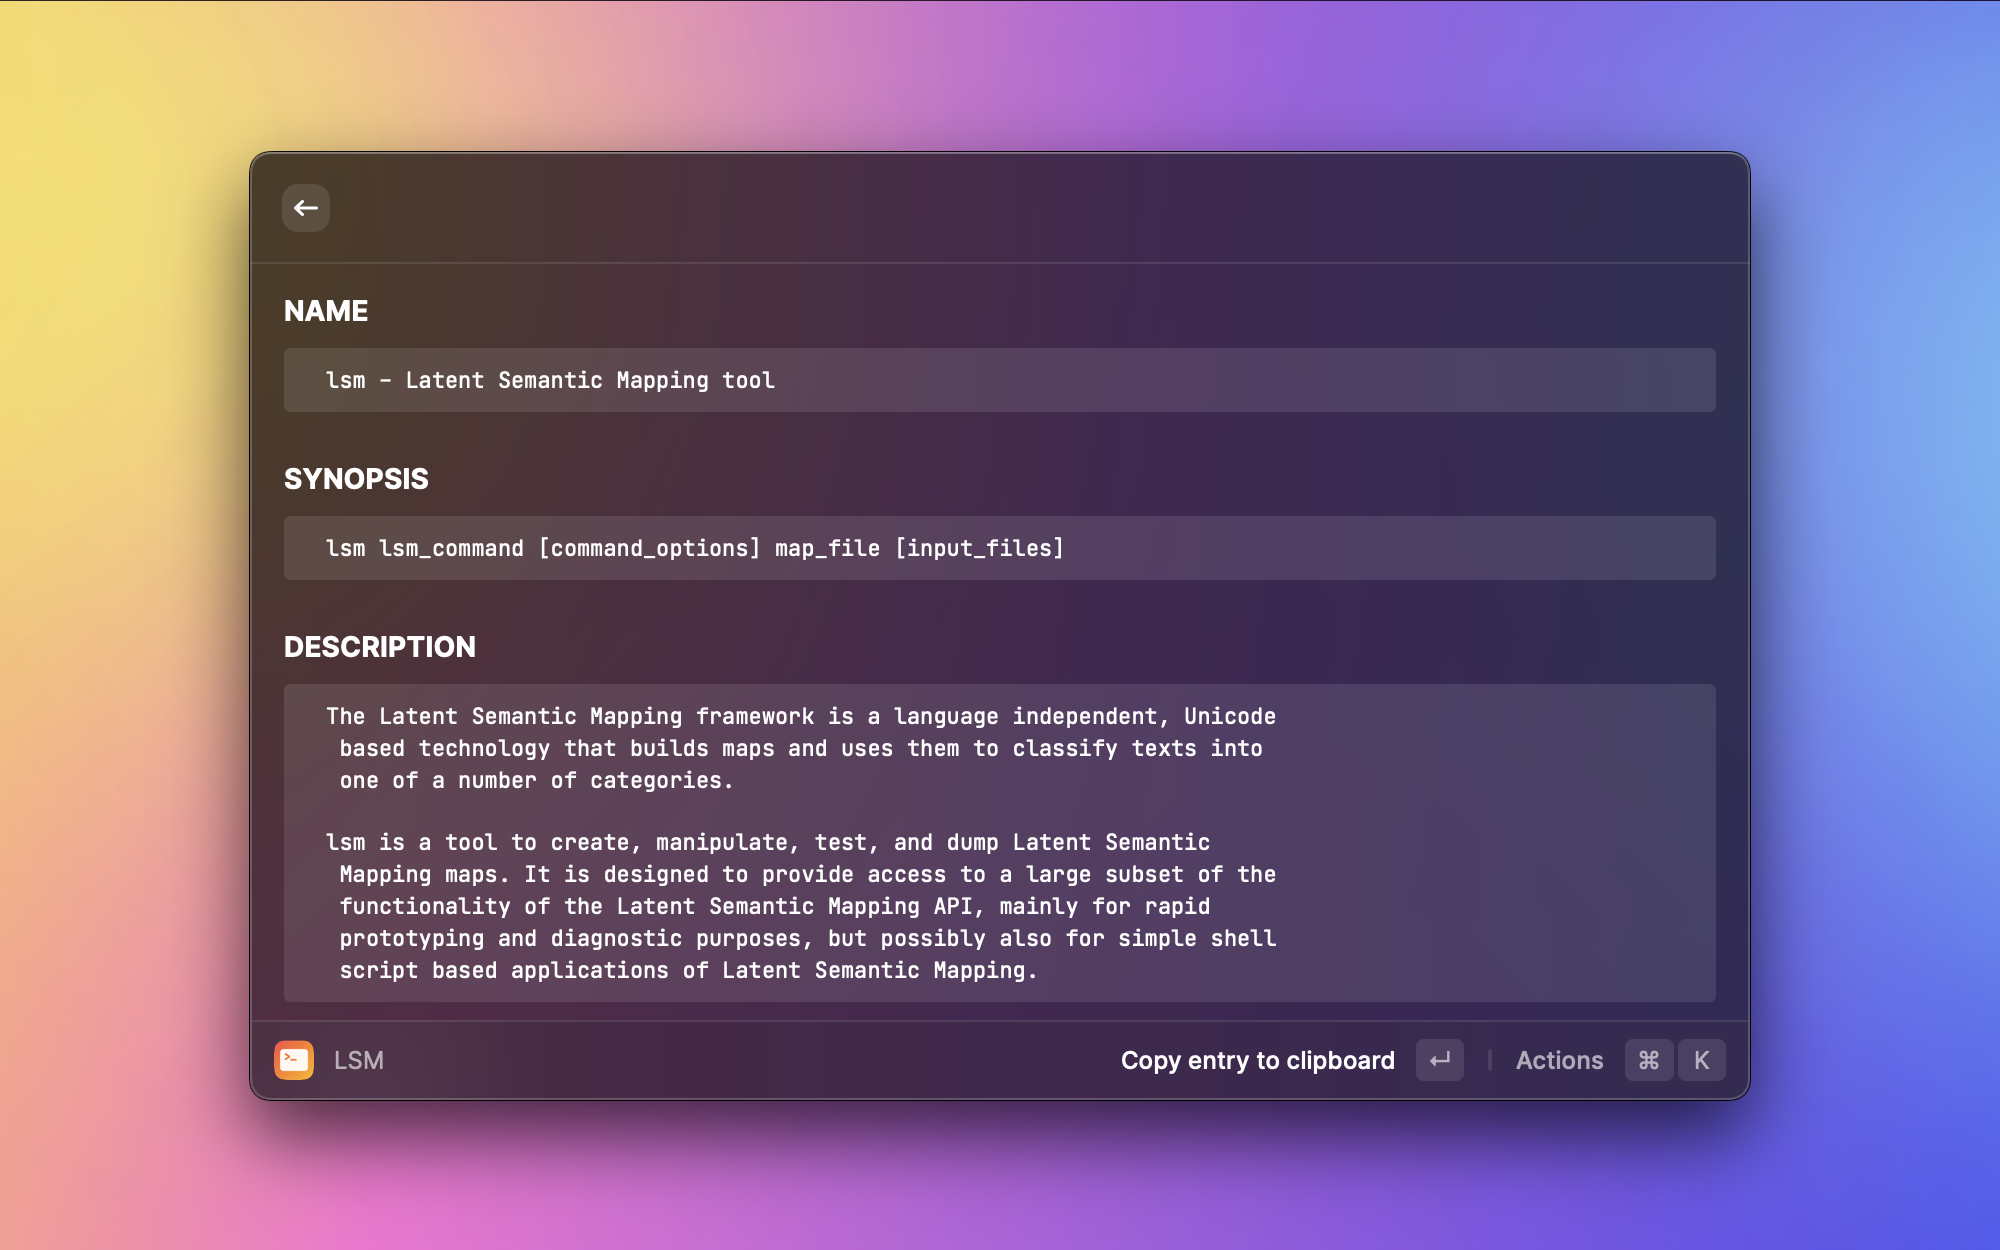 NAME
lsm - Latent Semantic Mapping tool
SYNOPSIS
lsm lsm_command [command_options] map_file [input_files]
DESCRIPTION
The Latent Semantic Mapping framework is a language independent, Unicode
based technology that builds maps and uses them to classify texts into
one of a number of categories.
lsm is a tool to create, manipulate, test, and dump Latent Semantic
Mapping maps. It is designed to provide access to a large subset of the
functionality of the Latent Semantic Mapping API, mainly for rapid
prototyping and diagnostic purposes, but possibly also for simple shell
script based applications of Latent Semantic Mapping.
LSM Copy entry to clipboard ↵ Actions ⌘ K